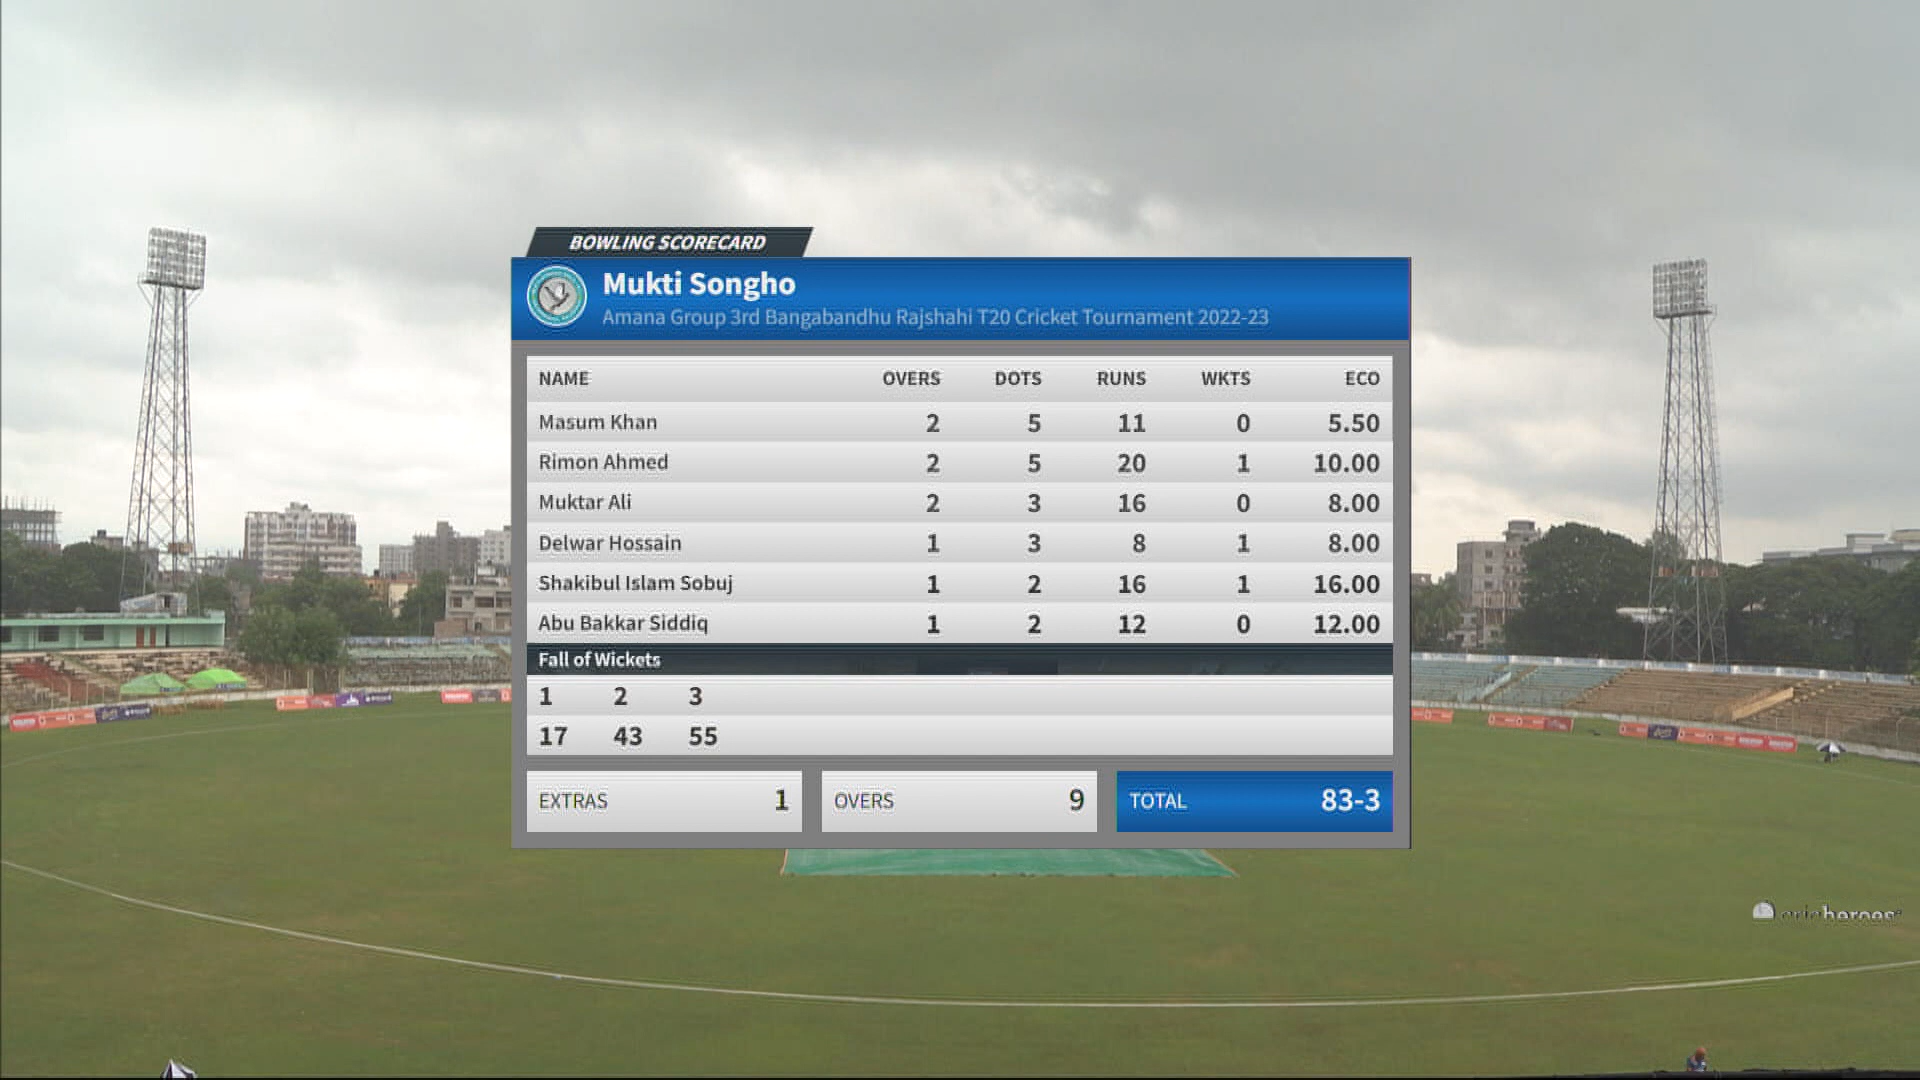 BOWLING SCORECARD
Mukti Songho
Amana Group 3rd Bangabandhu Rajshahi T20 Cricket Tournament 2022-23
NAME OVERS DOTS RUNS WKTS ECO
Masum Khan 2 5 11 0 5.50
Rimon Ahmed 2 5 20 1 10.00
Muktar Ali 2 3 16 0 8.00
Delwar Hossain 1 3 8 1 8.00
Shakibul Islam Sobuj 1 2 16 1 16.00
Abu Bakkar Siddiq 1 2 12 0 12.00
Fall of Wickets
1 2 3
17 43 55
EXTRAS 1 OVERS 9 TOTAL 83-3
cricheroes